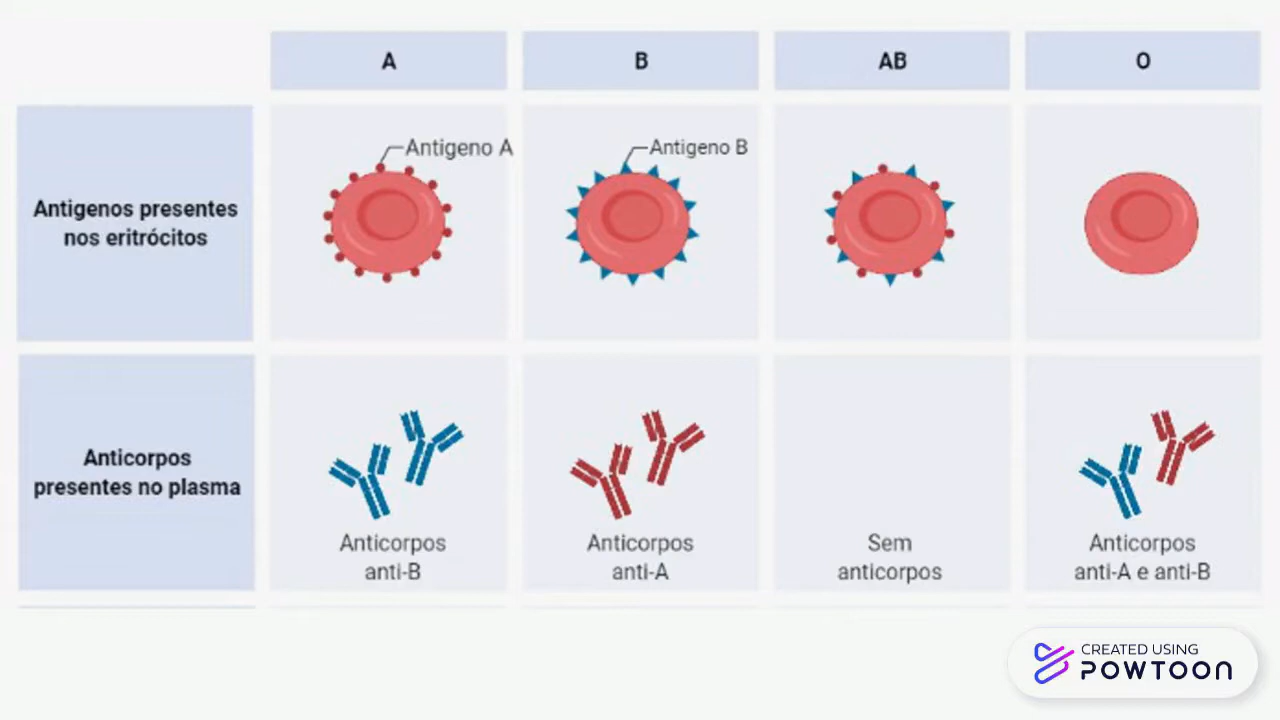 A
B
AB
O
Antigenos presentes
nos eritrócitos
Antigeno A
Antigeno B
Anticorpos
presentes no plasma
Anticorpos
anti-B
Anticorpos
anti-A
Sem
anticorpos
Anticorpos
anti-A e anti-B
CREATED USING
POWTOON